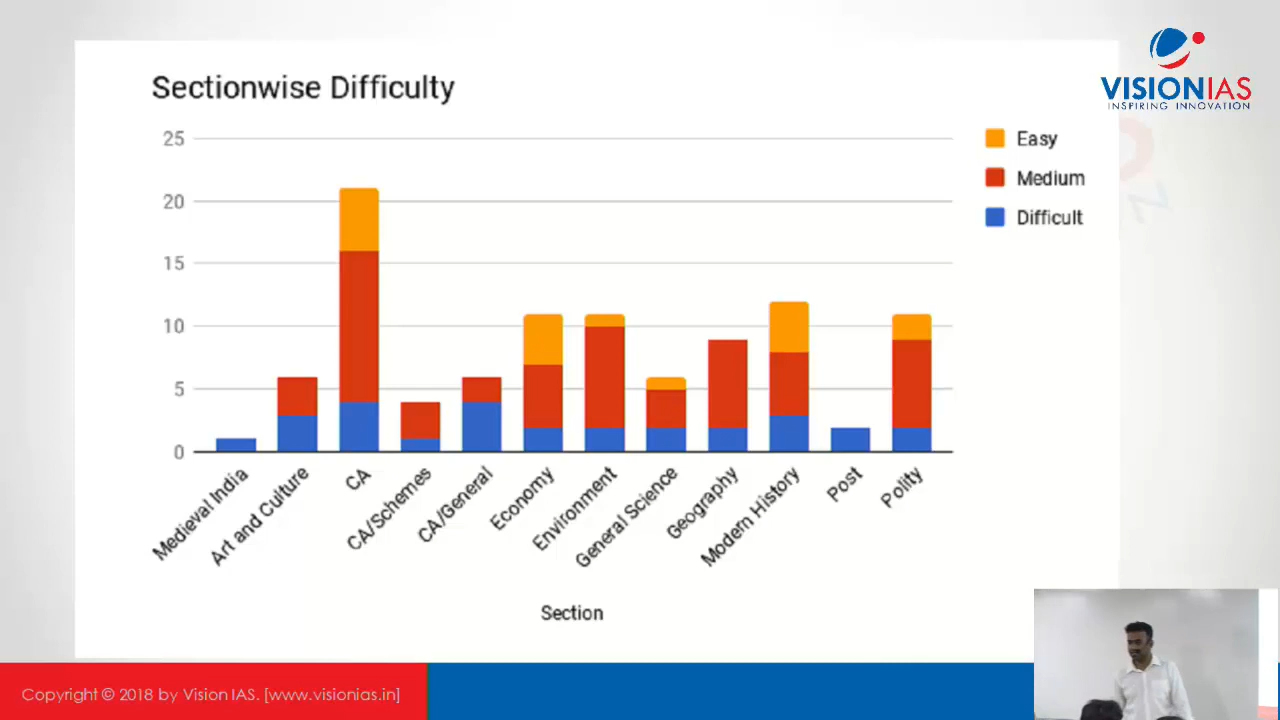 VISIONIAS
INSPIRING INNOVATION
Sectionwise Difficulty
25
20
15
10
5
0
Easy
Medium
Difficult
Medieval India
Art and Culture
CA
CA/Schemes
CA/General
Economy
Environment
General Science
Geography
Modern History
Post
Polity
Section
Copyright © 2018 by Vision IAS. [www.visionias.in]